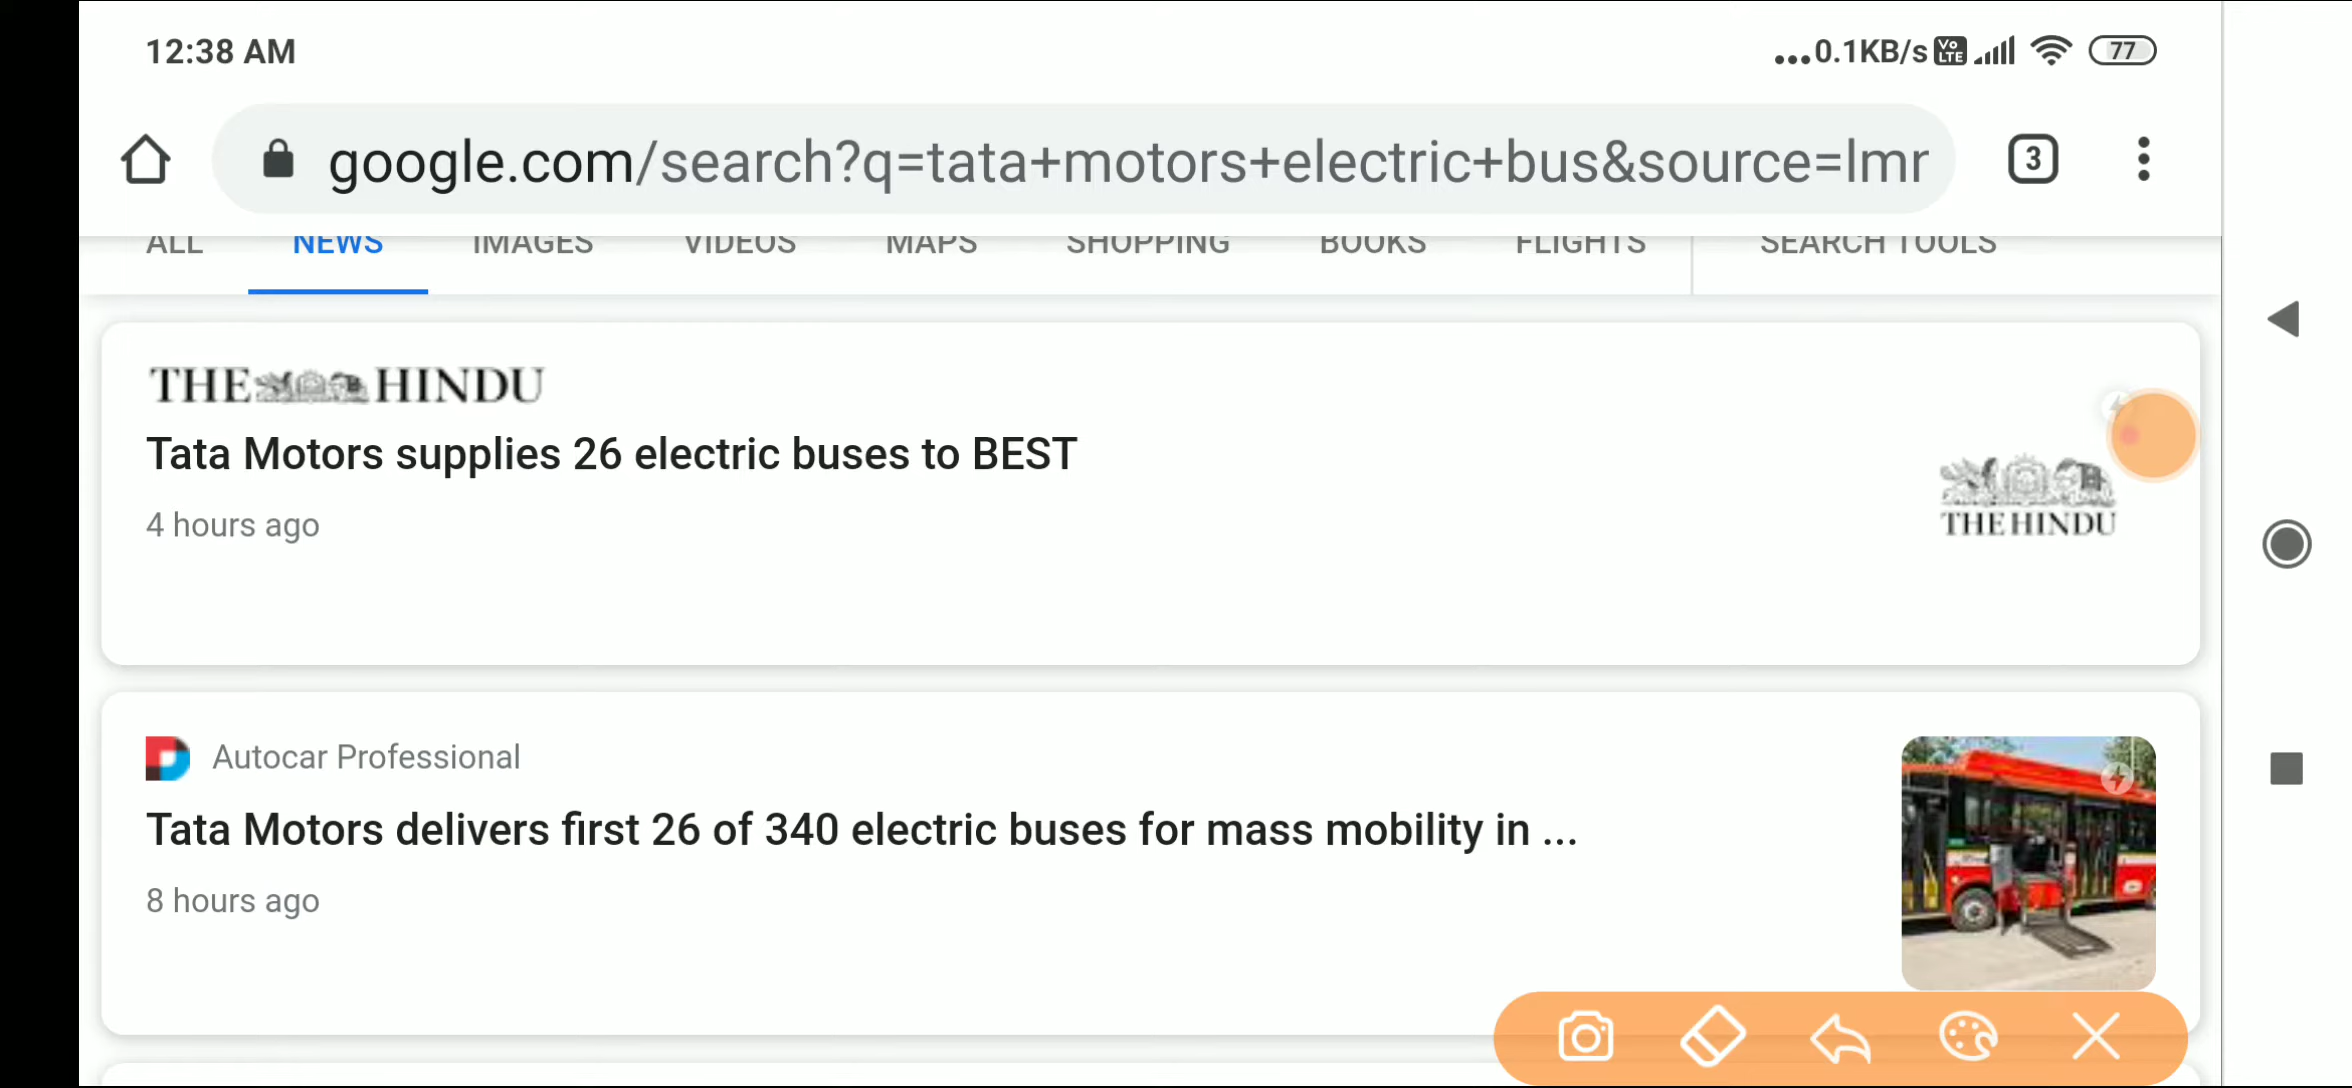 12:38 AM
...0.1KB/s Vo LTE 77
google.com/search?q=tata+motors+electric+bus&source=lmr
3
ALL NEWS IMAGES VIDEOS MAPS SHOPPING BOOKS FLIGHTS SEARCH TOOLS
THE HINDU
Tata Motors supplies 26 electric buses to BEST
4 hours ago
THE HINDU
Autocar Professional
Tata Motors delivers first 26 of 340 electric buses for mass mobility in ...
8 hours ago